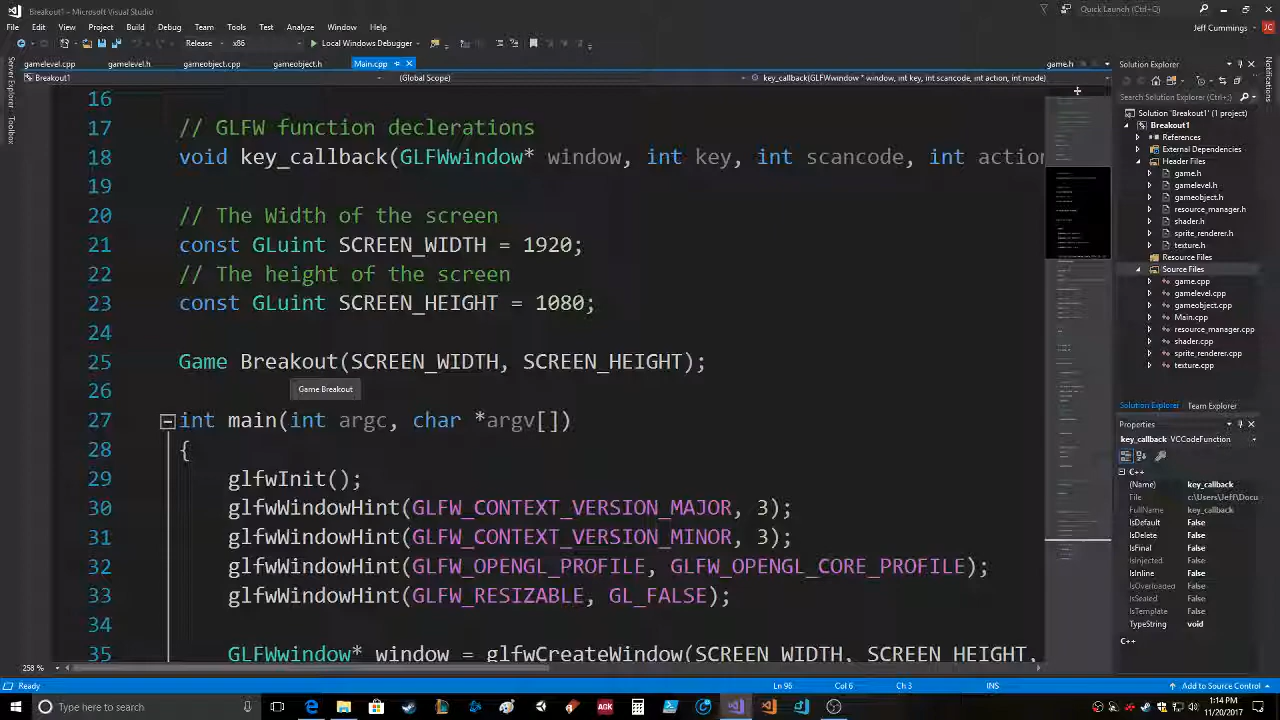 Breakout1 - Microsoft Visual Studio
Quick Launch (Ctrl+Q)
File Edit View Project Build Debug Team Tools Test Analyze Window Help
Jeff Cummings JC
Release x86 Local Windows Debugger
gamelevel.cpp gamelevel.h gameobject.cpp gameobject.h Main.cpp game.h
Breakout1 (Global Scope) key_callback(GLFWwindow * window, int key, int scancode, int action, int mode)
Server Explorer Toolbox
Notifications
16
17 // GLFW function declerations
18 void key_callback(GLFWwindow* window, int key, int scancode, int action
19
20 // The Width of the screen
21 const GLuint SCREEN_WIDTH = 1920;
22 // The height of the screen
23 const GLuint SCREEN_HEIGHT = 1080;
24
25 Game Breakout(SCREEN_WIDTH, SCREEN_HEIGHT);
Game Breakout
26
27 int main(int argc, char *argv[])
28 {
29 glfwInit();
30 glfwWindowHint(GLFW_CONTEXT_VERSION_MAJOR, 3);
31 glfwWindowHint(GLFW_CONTEXT_VERSION_MINOR, 3);
32 glfwWindowHint(GLFW_OPENGL_PROFILE, GLFW_OPENGL_CORE_PROFILE);
33 glfwWindowHint(GLFW_RESIZABLE, GL_FALSE);
34
35 GLFWwindow* window = glfwCreateWindow(SCREEN_WIDTH, SCREEN_HEIGHT,
258 %
Solution Explorer
Search Solution Explorer (Ctrl+;)
Solution 'Breakout1' (1 project)
Breakout1
References
External Dependencies
Header Files
game.h
gamelevel.h
gameobject.h
resource_manager.h
shader.h
sprite_renderer.h
texture.h
Resource Files
Source Files
game.cpp
gamelevel.cpp
gameobject.cpp
Main.cpp
resource_manager.cpp
shader.cpp
sprite_renderer.cpp
texture.cpp
Solution Explorer Team Explorer
Properties
key_callback VCCodeFunction
C++
(Name) key_callback
File c:\Users\
FullName key_callback
IsDefault False
IsDelete False
IsFinal False
IsInjected False
IsInline False
IsOverloaded False
IsSealed False
IsTemplate False
TypeString void
C++
Ready Ln 96 Col 6 Ch 3 INS Add to Source Control
Type here to search
AGK
1:14 PM
11/20/2017